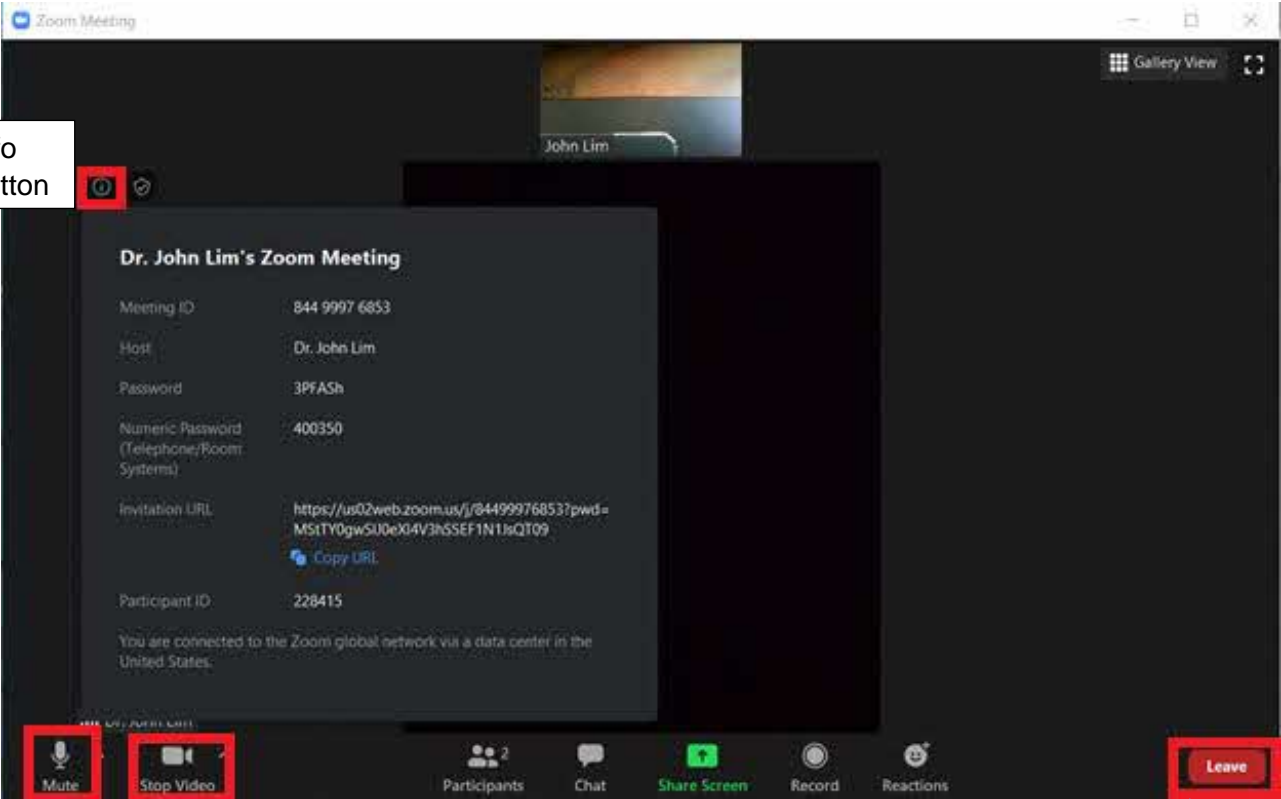 Zoom Meeting
Gallery View
John Lim
o
tton
Dr. John Lim's Zoom Meeting
Meeting ID 844 9997 6853
Host Dr. John Lim
Password 3PFASh
Numeric Password 400350
(Telephone/Room
Systems)
Invitation URL https://us02web.zoom.us/j/84499976853?pwd=
Copy URL
Participant ID 228415
You are connected to the Zoom global network via a data center in the
United States.
Dr. John Lim
2
Mute Stop Video Participants Chat Share Screen Record Reactions Leave